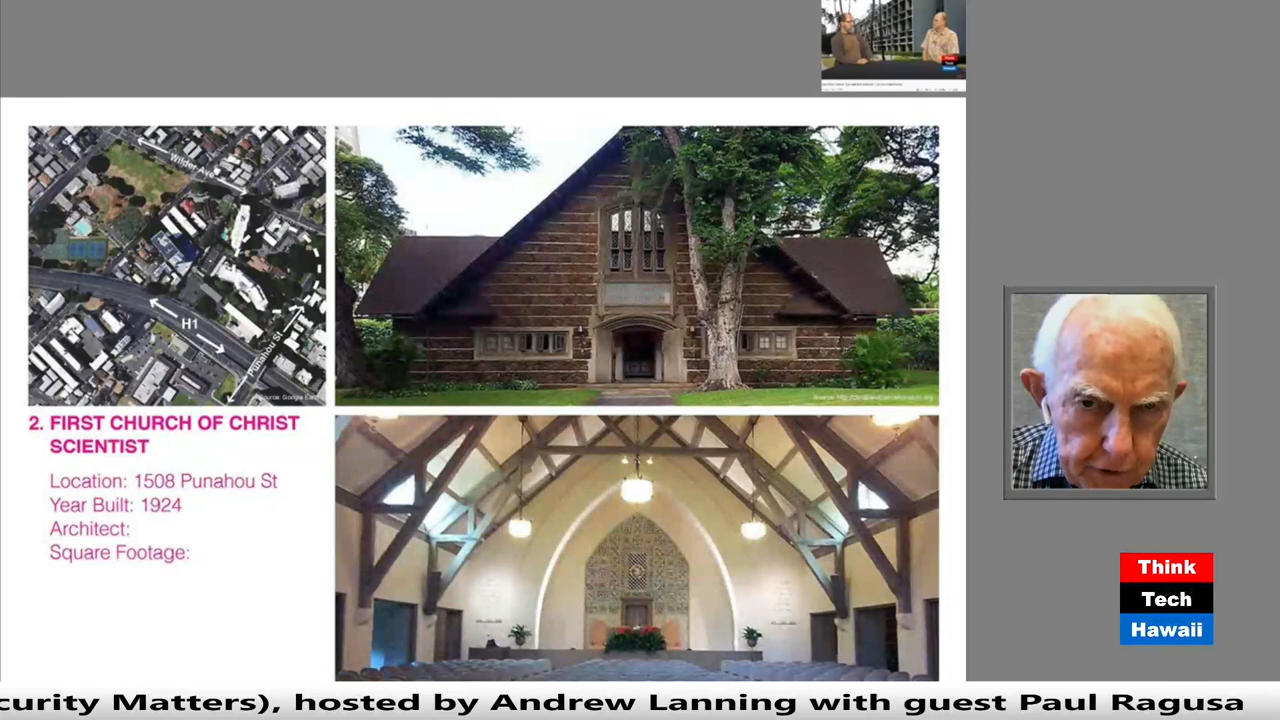 Wilder Ave
H1
Punahou St
Source: Google Earth
2. FIRST CHURCH OF CHRIST
SCIENTIST
Location: 1508 Punahou St
Year Built: 1924
Architect:
Square Footage:
Think
Tech
Hawaii
curity Matters), hosted by Andrew Lanning with guest Paul Ragusa